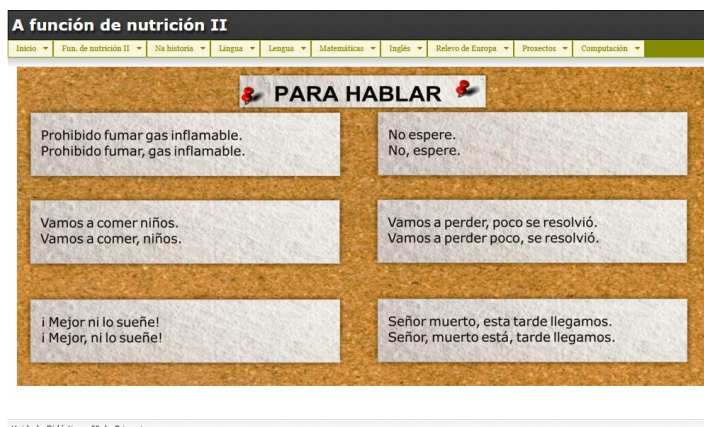 A función de nutrición II
Inicio Fun. de nutrición II Na historia Lingua Lengua Matemáticas Inglés Relevo de Europa Proxectos Computación
PARA HABLAR
Prohibido fumar gas inflamable.
Prohibido fumar, gas inflamable.
No espere.
No, espere.
Vamos a comer niños.
Vamos a comer, niños.
Vamos a perder, poco se resolvió.
Vamos a perder poco, se resolvió.
¡ Mejor ni lo sueñe!
¡ Mejor, ni lo sueñe!
Señor muerto, esta tarde llegamos.
Señor, muerto está, tarde llegamos.